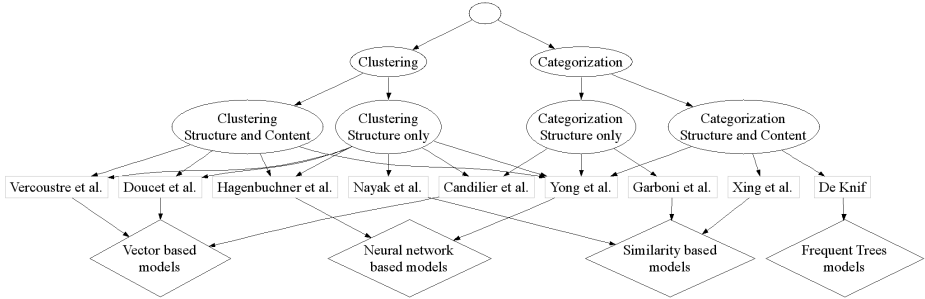 Clustering
Categorization
Clustering
Structure and Content
Clustering
Structure only
Categorization
Structure only
Categorization
Structure and Content
Vercoustre et al.
Doucet et al.
Hagenbuchner et al.
Nayak et al.
Candilier et al.
Yong et al.
Garboni et al.
Xing et al.
De Knif
Vector based
models
Neural network
based models
Similarity based
models
Frequent Trees
models